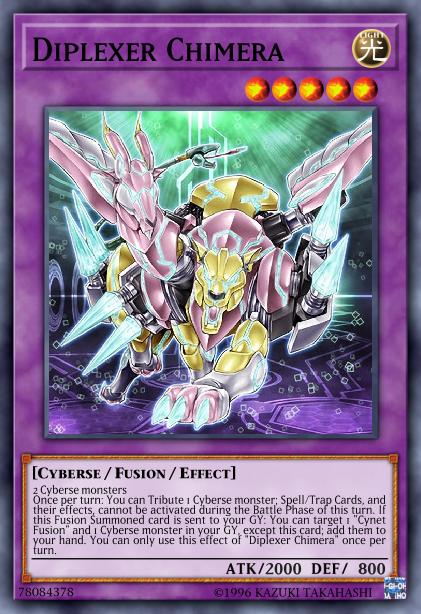 DIPLEXER CHIMERA
LIGHT
光
[CYBERSE / FUSION / EFFECT]
2 Cyberse monsters
Once per turn: You can Tribute 1 Cyberse monster; Spell/Trap Cards, and
their effects, cannot be activated during the Battle Phase of this turn. If
this Fusion Summoned card is sent to your GY: You can target 1 "Cynet
Fusion" and 1 Cyberse monster in your GY, except this card; add them to
your hand. You can only use this effect of "Diplexer Chimera" once per
turn.
ATK/2000 DEF/ 800
78084378
©1996 KAZUKI TAKAHASHI